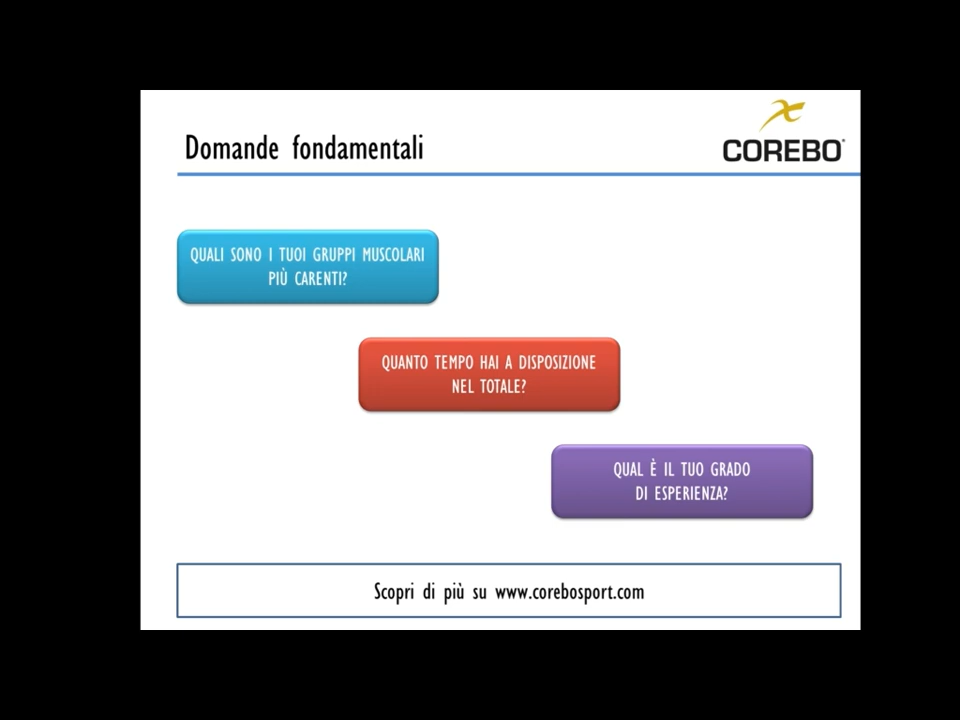 Domande fondamentali
COREBO®
QUALI SONO I TUOI GRUPPI MUSCOLARI
PIÙ CARENTI?
QUANTO TEMPO HAI A DISPOSIZIONE
NEL TOTALE?
QUAL È IL TUO GRADO
DI ESPERIENZA?
Scopri di più su www.corebosport.com